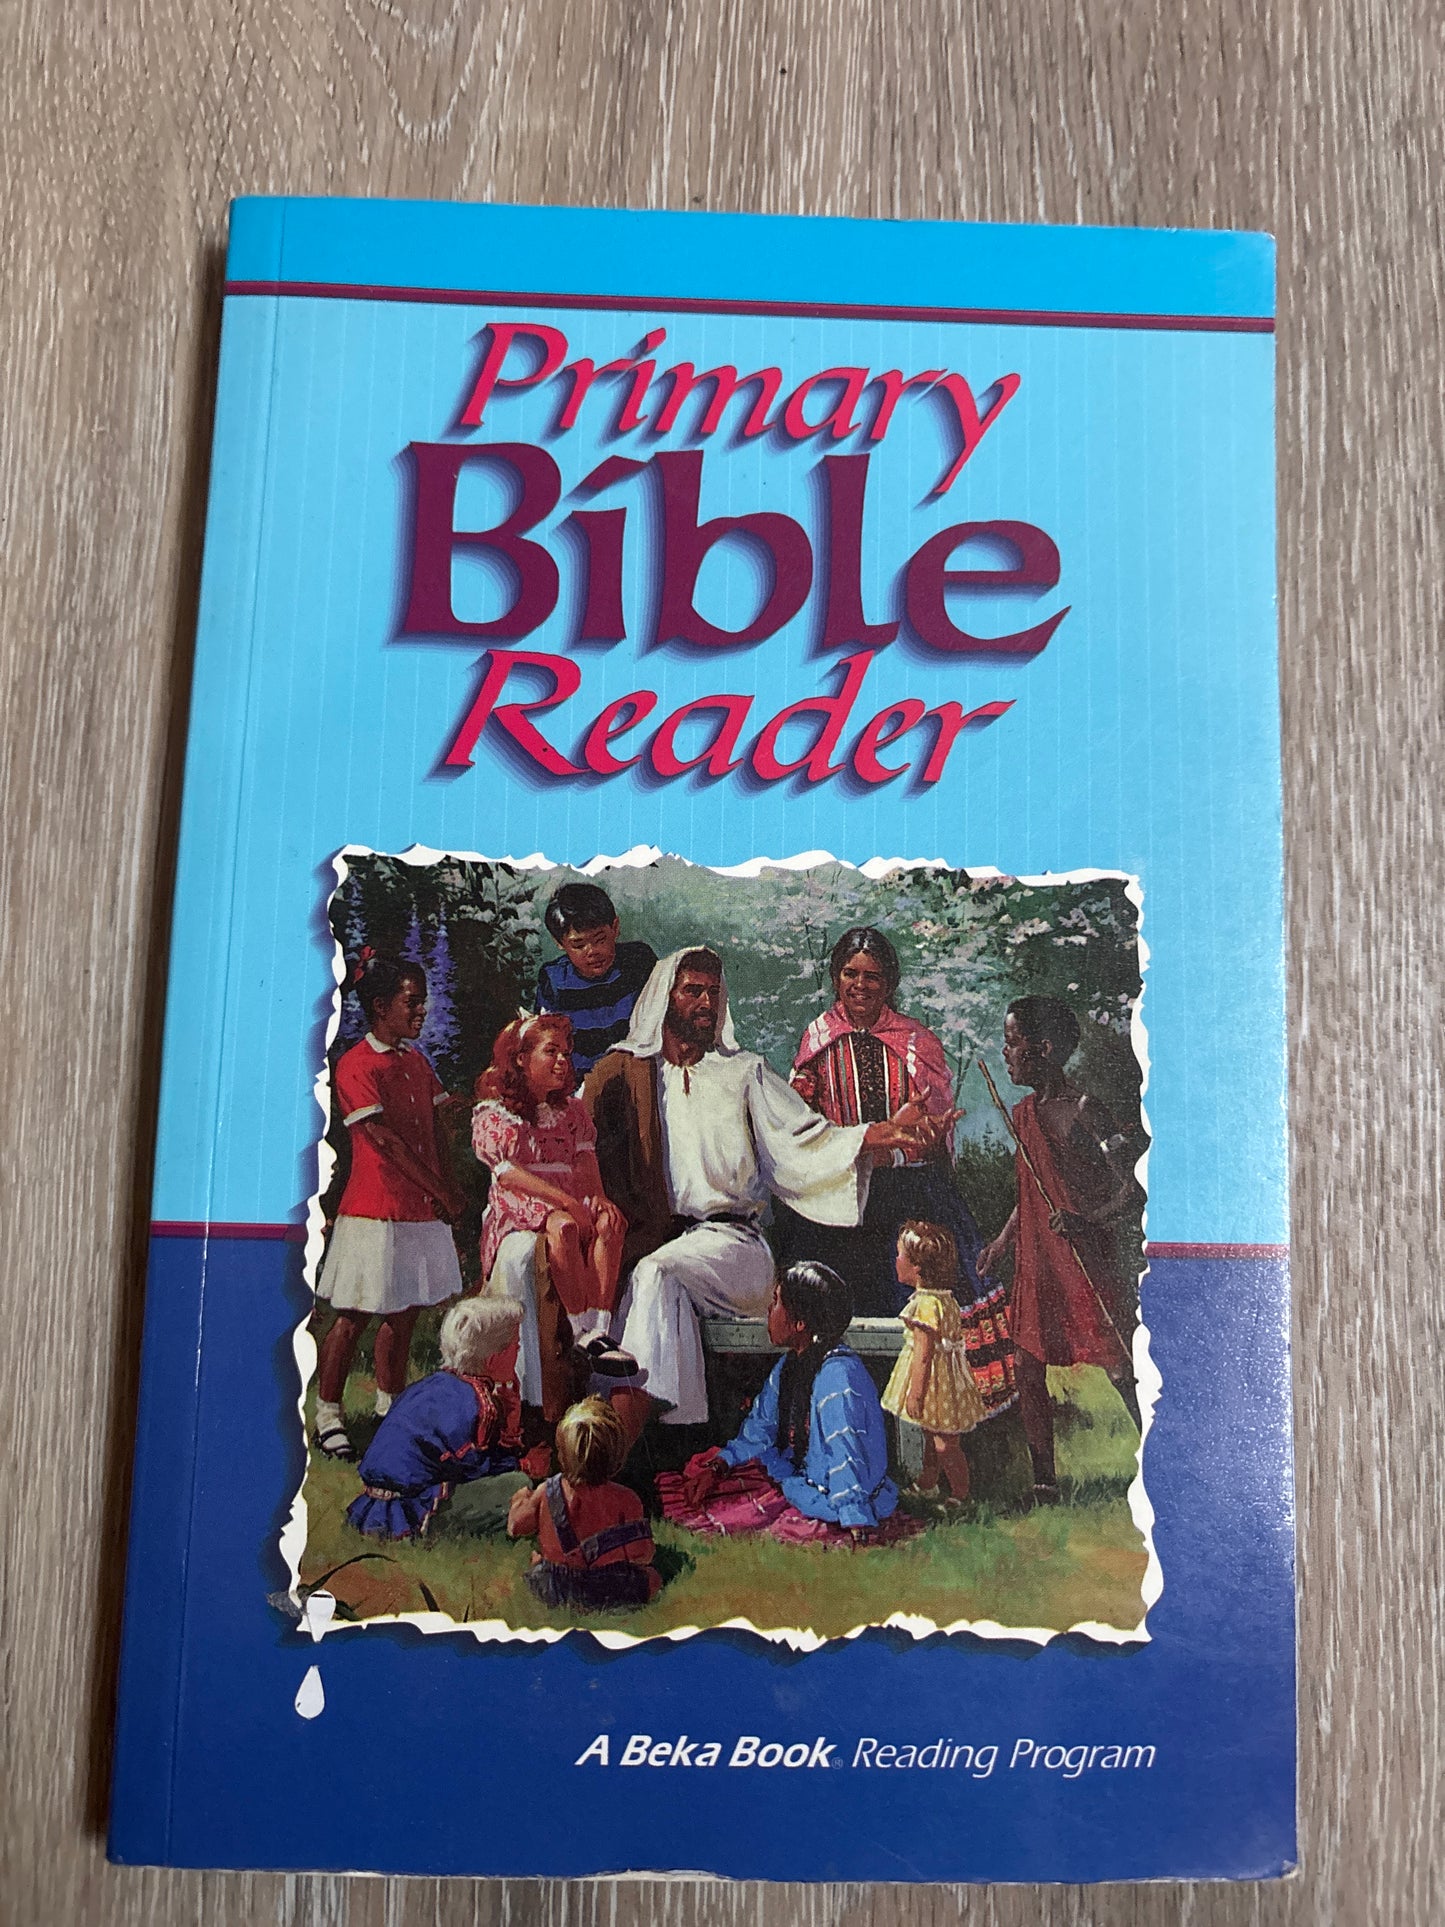 Primary
Bible
Reader
A Beka Book® Reading Program